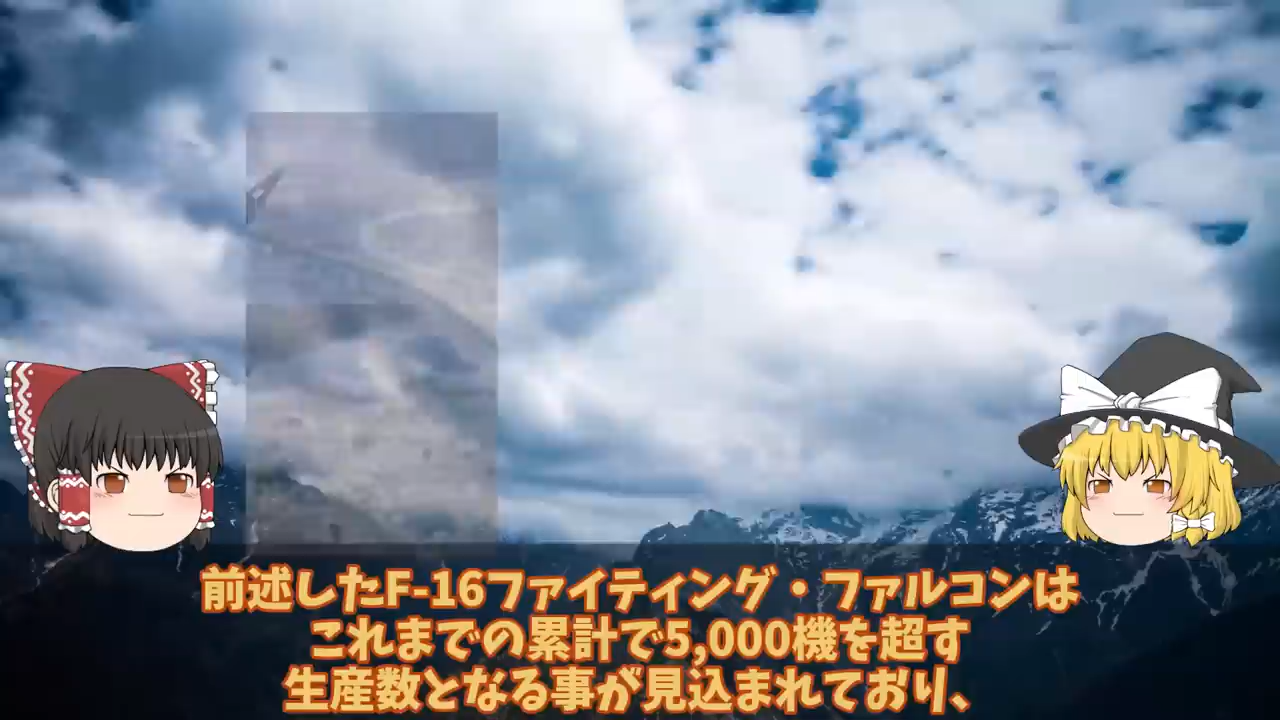 前述したF-16ファイティング・ファルコンは
これまでの累計で5,000機を超す
生産数となる事が見込まれており、